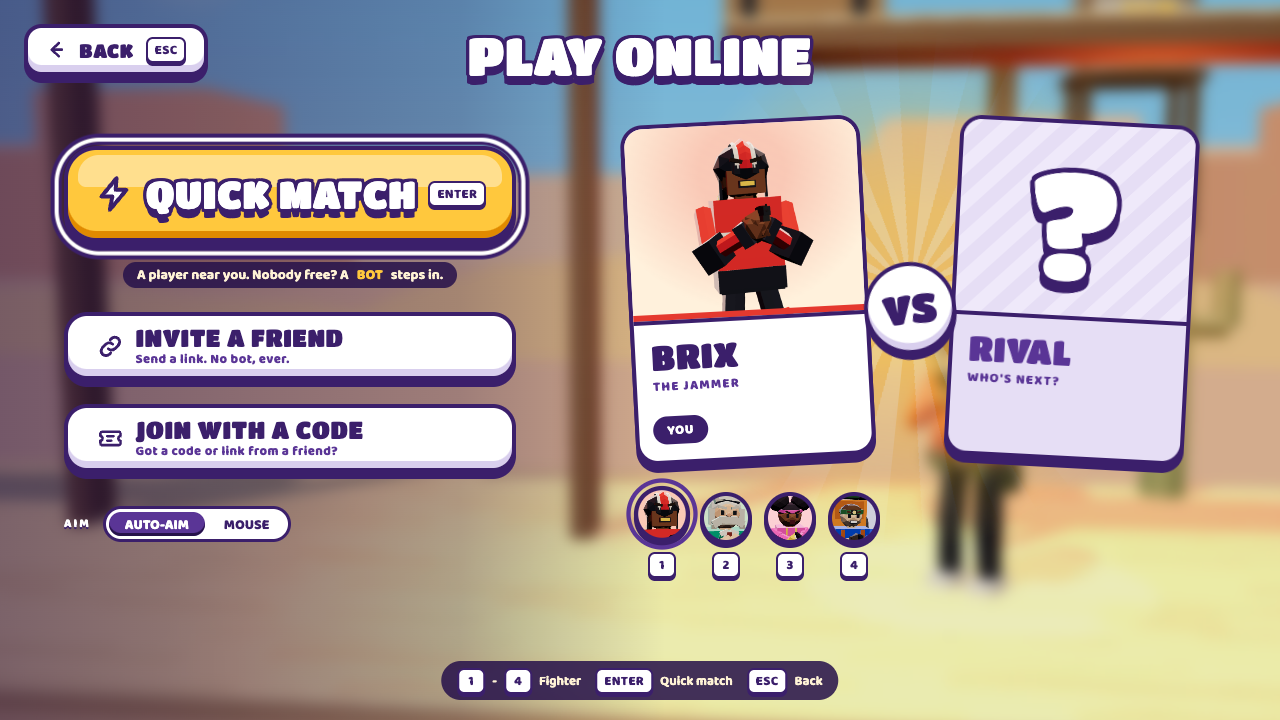 BACK ESC
PLAY ONLINE
QUICK MATCH ENTER
A player near you. Nobody free? A BOT steps in.
INVITE A FRIEND
Send a link. No bot, ever.
JOIN WITH A CODE
Got a code or link from a friend?
AIM AUTO-AIM MOUSE
BRIX
THE JAMMER
YOU
VS
?
RIVAL
WHO'S NEXT?
1 2 3 4
1 - 4 Fighter ENTER Quick match ESC Back